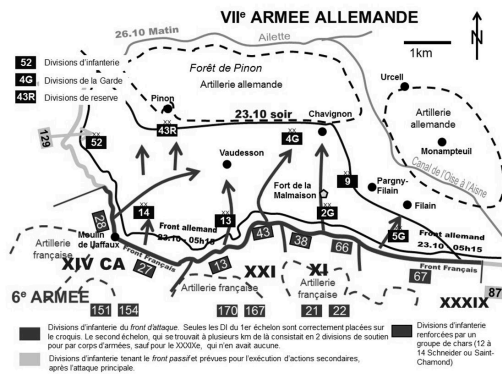 VIIe ARMEE ALLEMANDE
26.10 Matin
Ailette
1km
N
52 Divisions d'infanterie
4G Divisions de la Garde
43R Divisions de reserve
Forêt de Pinon
Artillerie allemande
Pinon
43R
23.10 soir
4G
Chavignon
Urcel
Artillerie
allemande
Monampteuil
Canal de l'Oise à l'Aisne
129
52
Vaudesson
Fort de la
Malmaison
9
Pargny-
Filain
Filain
14
13
2G
5G
28
Moulin
de Laffaux
Front allemand
23.10 05h15
43
38
66
Front allemand
23.10 05h15
Artillerie
française
Front Français
27
13
67
Front Français
XIV CA
XXI
XI
Artillerie
française
Artillerie française
Artillerie
française
6e ARMEE
XXXIX
87
151 154
170 167
21 22
Divisions d'infanterie du front d'attaque. Seules les DI du 1er échelon sont correctement placées sur
le croquis. Le second échelon, qui se trouvait à plusieurs km de là consistait en 2 divisions de soutien
pour par corps d'armées, sauf pour le XXXIXe, qui n'en avait aucune.
Divisions d'infanterie tenant le front passif et prévues pour l'exécution d'actions secondaires,
après l'attaque principale.
Divisions d'infanterie
renforcées par un
groupe de chars (12 à
14 Schneider ou Saint-
Chamond)